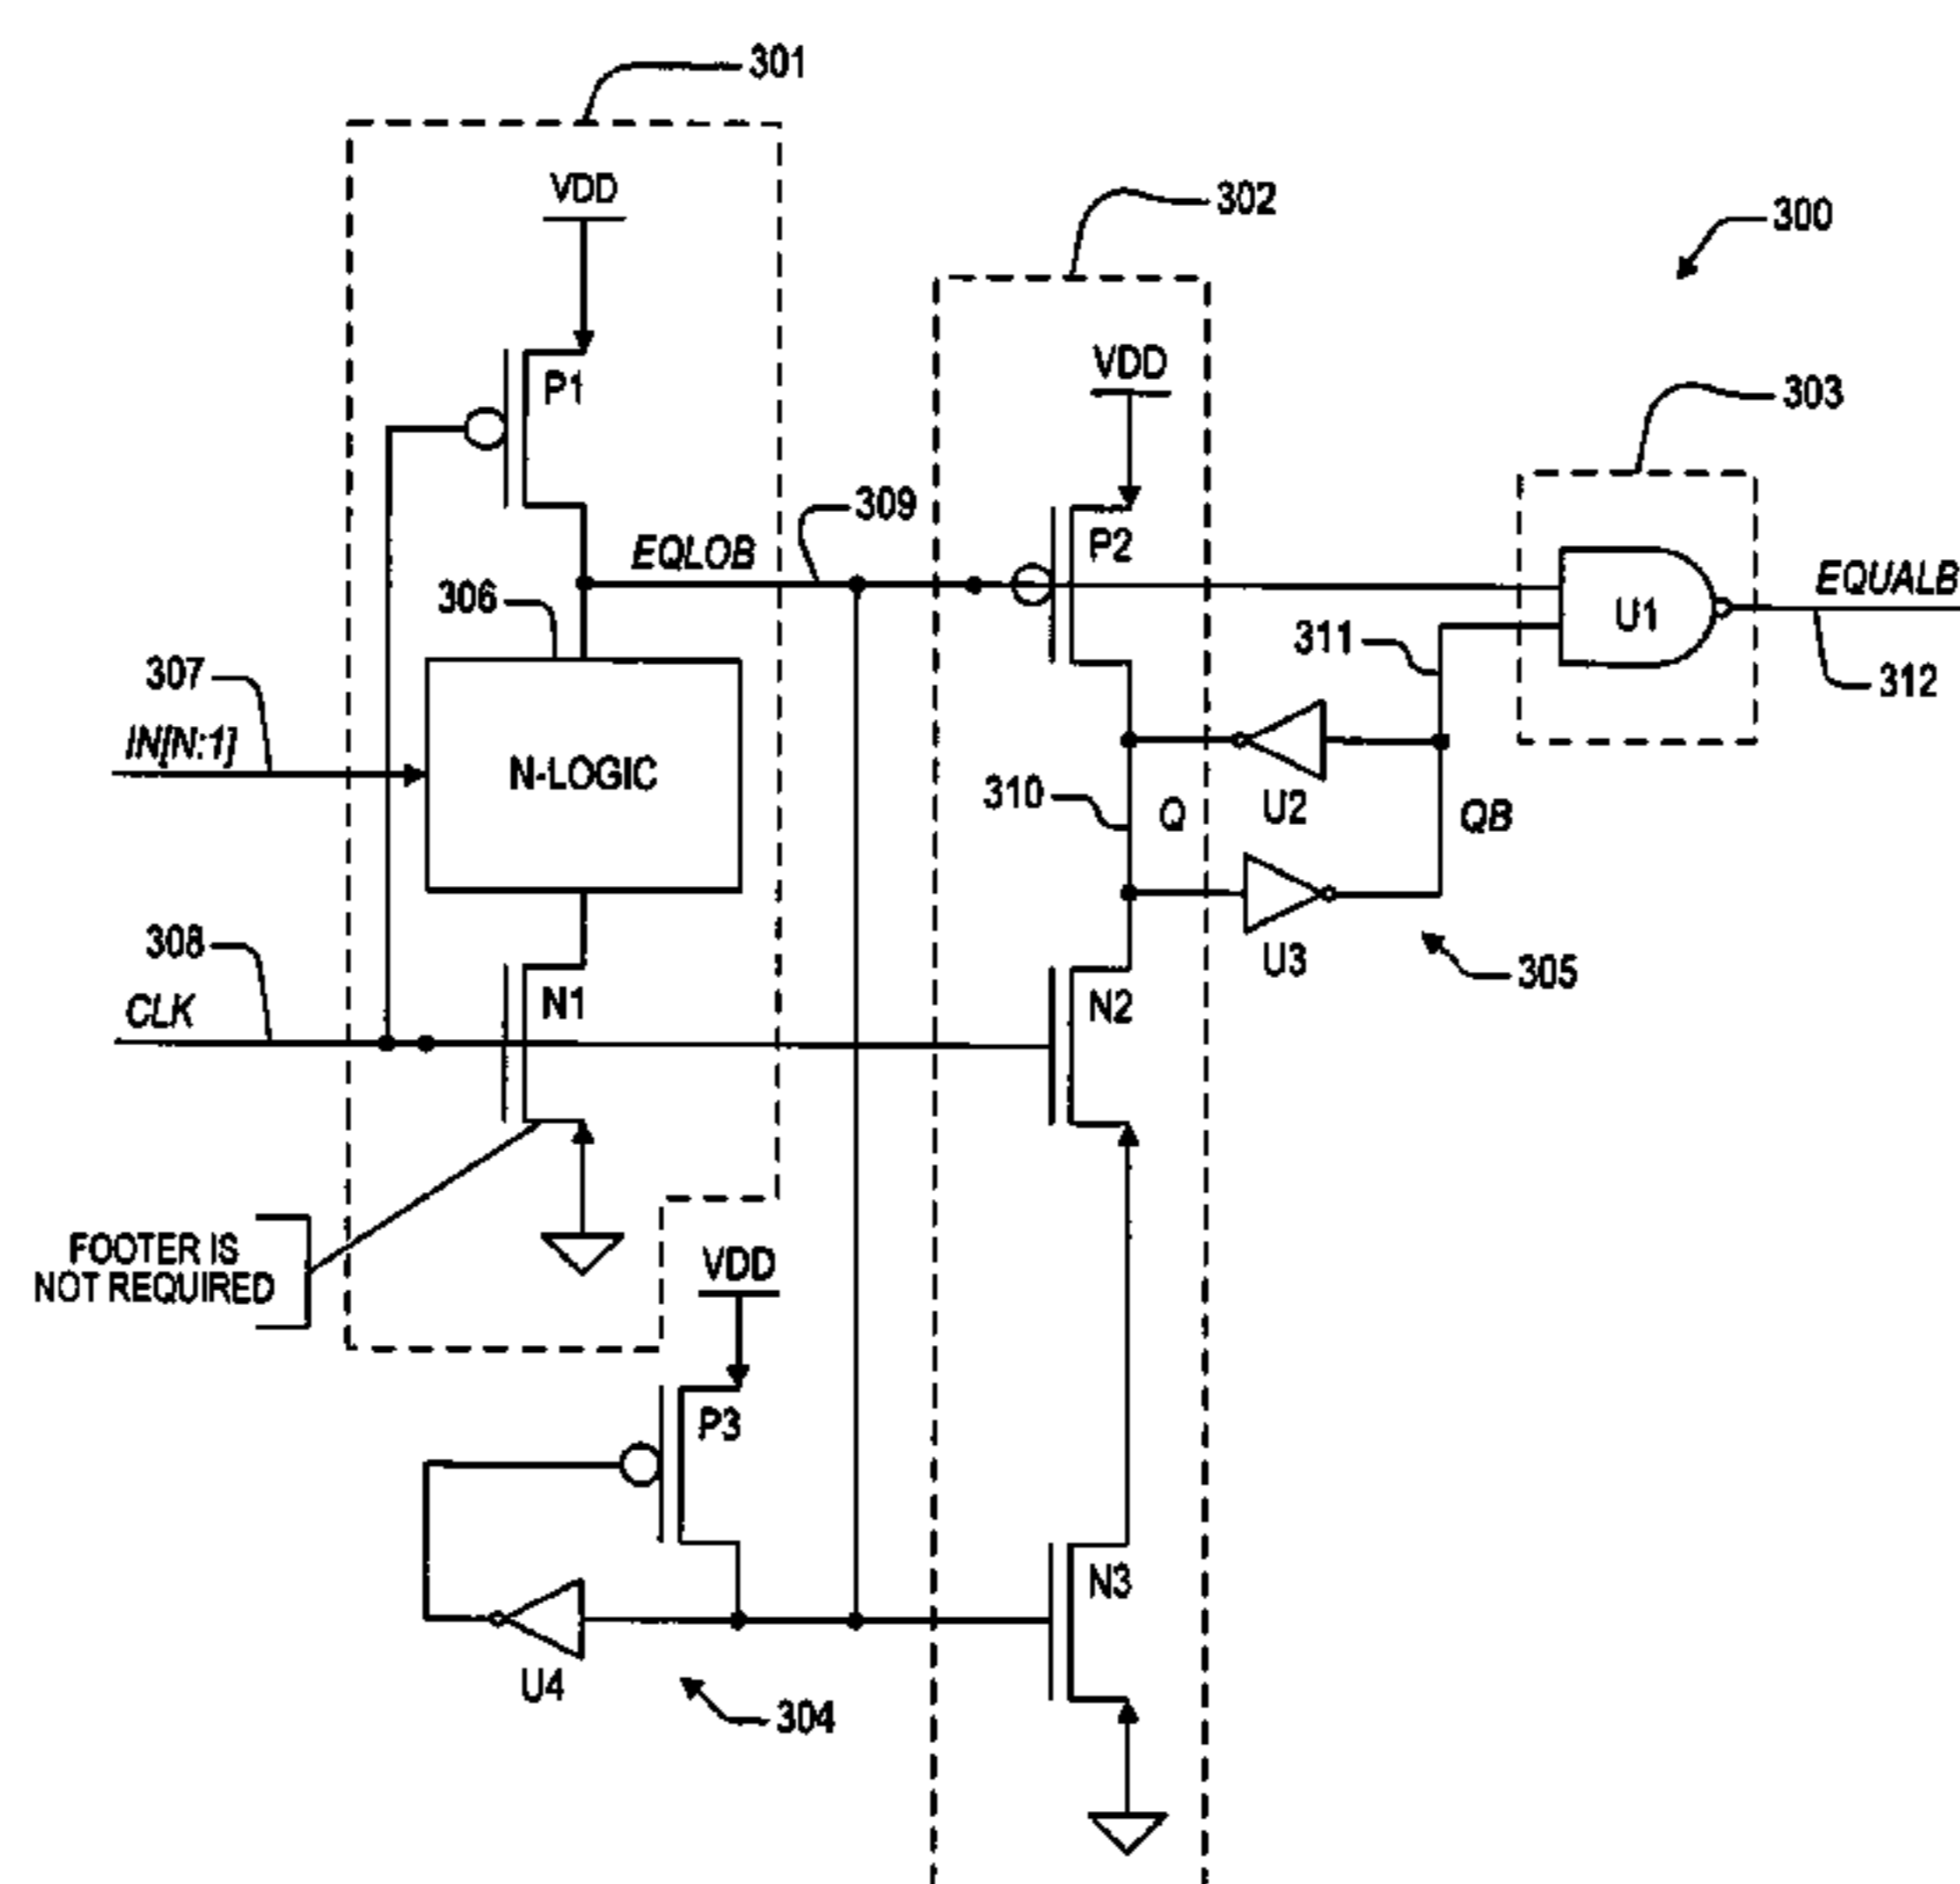 301
VDD
302
300
P1
VDD
303
309
EQLOB
P2
306
EQUALB
U1
311
307
312
IN[N:1]
N-LOGIC
310
Q
U2
QB
308
U3
305
CLK
N1
N2
FOOTER IS
NOT REQUIRED
VDD
P3
N3
U4
304